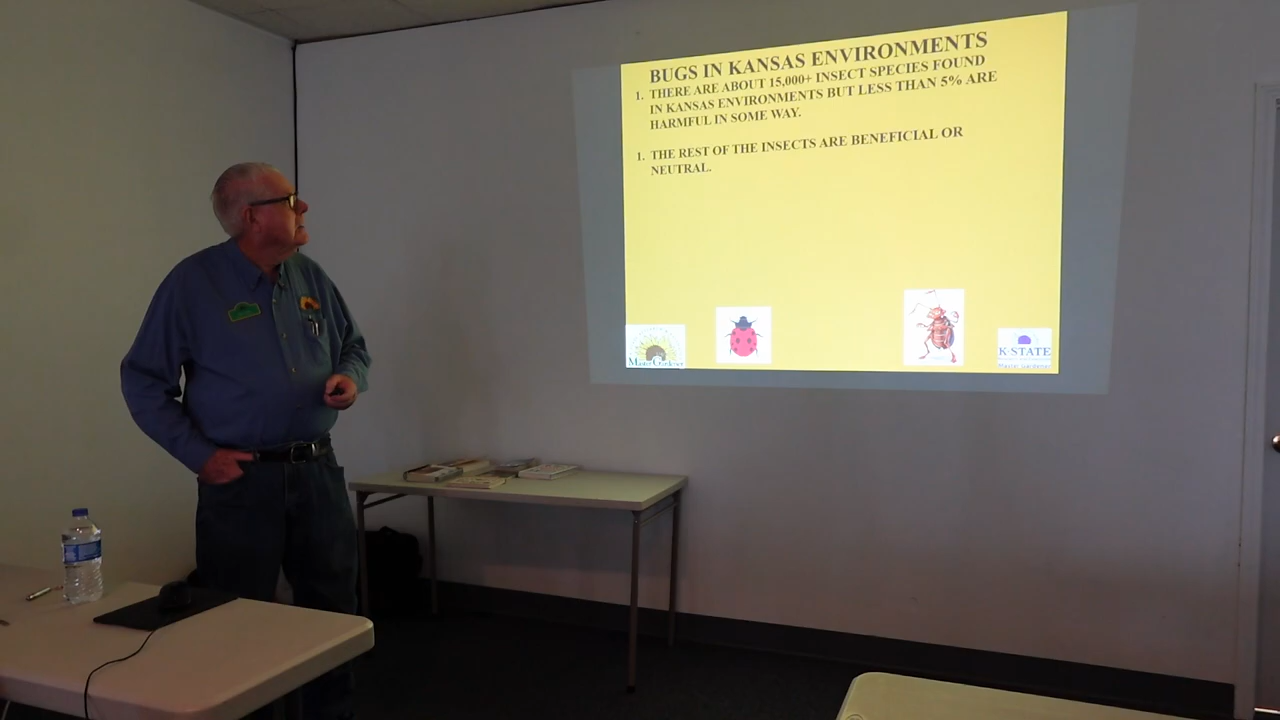 BUGS IN KANSAS ENVIRONMENTS
1. THERE ARE ABOUT 15,000+ INSECT SPECIES FOUND
IN KANSAS ENVIRONMENTS BUT LESS THAN 5% ARE
HARMFUL IN SOME WAY.
1. THE REST OF THE INSECTS ARE BENEFICIAL OR
NEUTRAL.
Master Gardener
K-STATE
Master Gardener